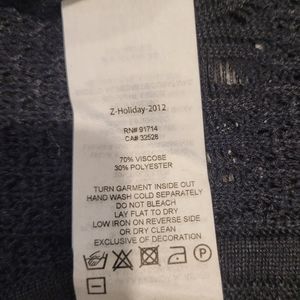 Z-Holiday-2012
RN# 91714
CA# 32528
70% VISCOSE
30% POLYESTER
TURN GARMENT INSIDE OUT
HAND WASH COLD SEPARATELY
DO NOT BLEACH
LAY FLAT TO DRY
LOW IRON ON REVERSE SIDE
OR DRY CLEAN
EXCLUSIVE OF DECORATION
P